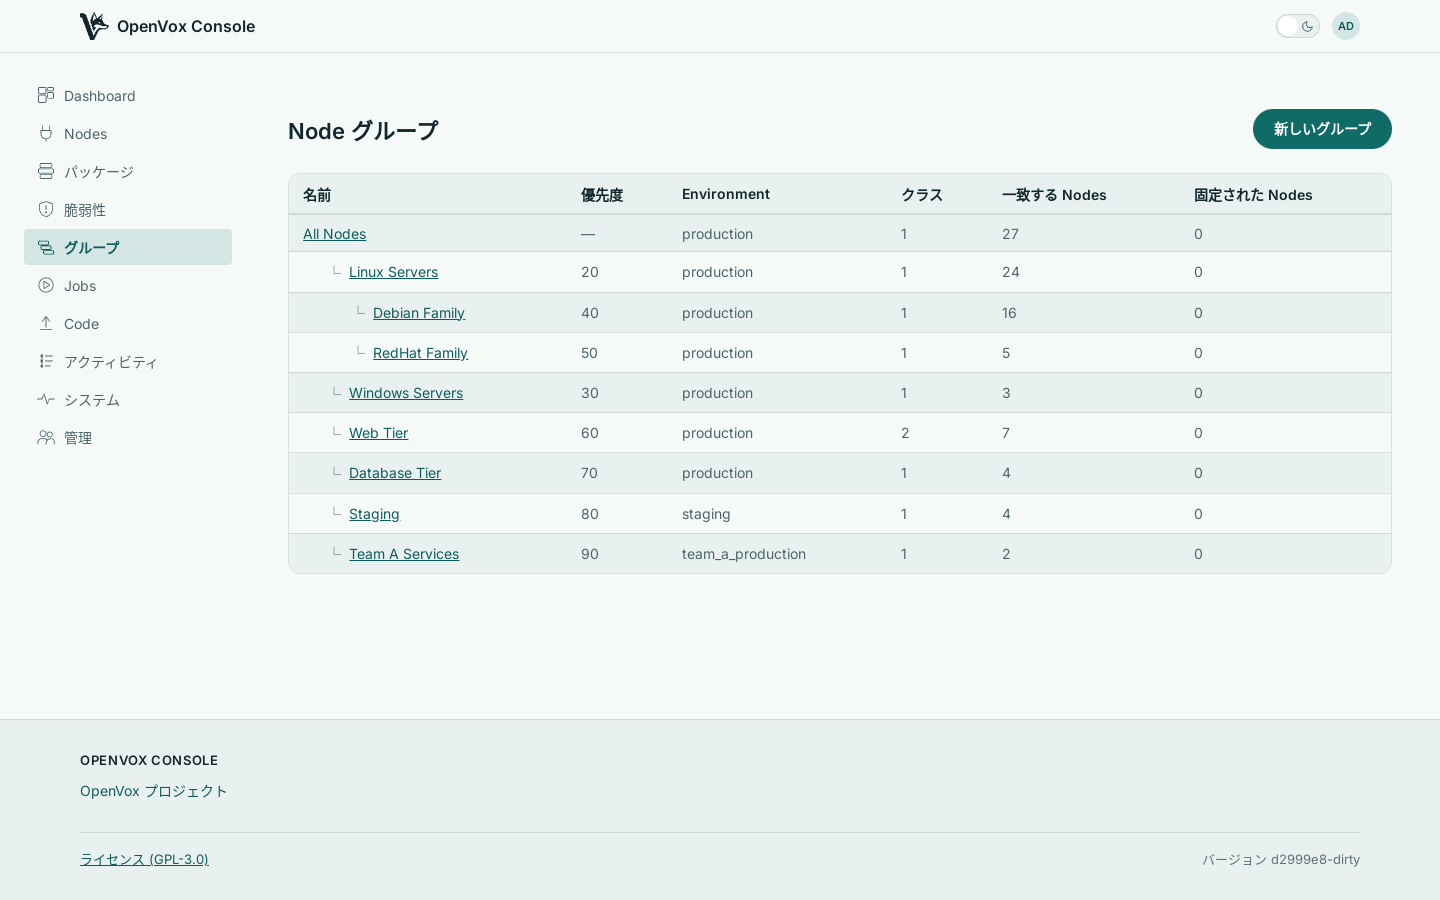 OpenVox Console
AD
Dashboard
Nodes
パッケージ
脆弱性
グループ
Jobs
Code
アクティビティ
システム
管理
Node グループ
新しいグループ
名前 優先度 Environment クラス 一致する Nodes 固定された Nodes
All Nodes — production 1 27 0
Linux Servers 20 production 1 24 0
Debian Family 40 production 1 16 0
RedHat Family 50 production 1 5 0
Windows Servers 30 production 1 3 0
Web Tier 60 production 2 7 0
Database Tier 70 production 1 4 0
Staging 80 staging 1 4 0
Team A Services 90 team_a_production 1 2 0
OPENVOX CONSOLE
OpenVox プロジェクト
ライセンス (GPL-3.0)
バージョン d2999e8-dirty